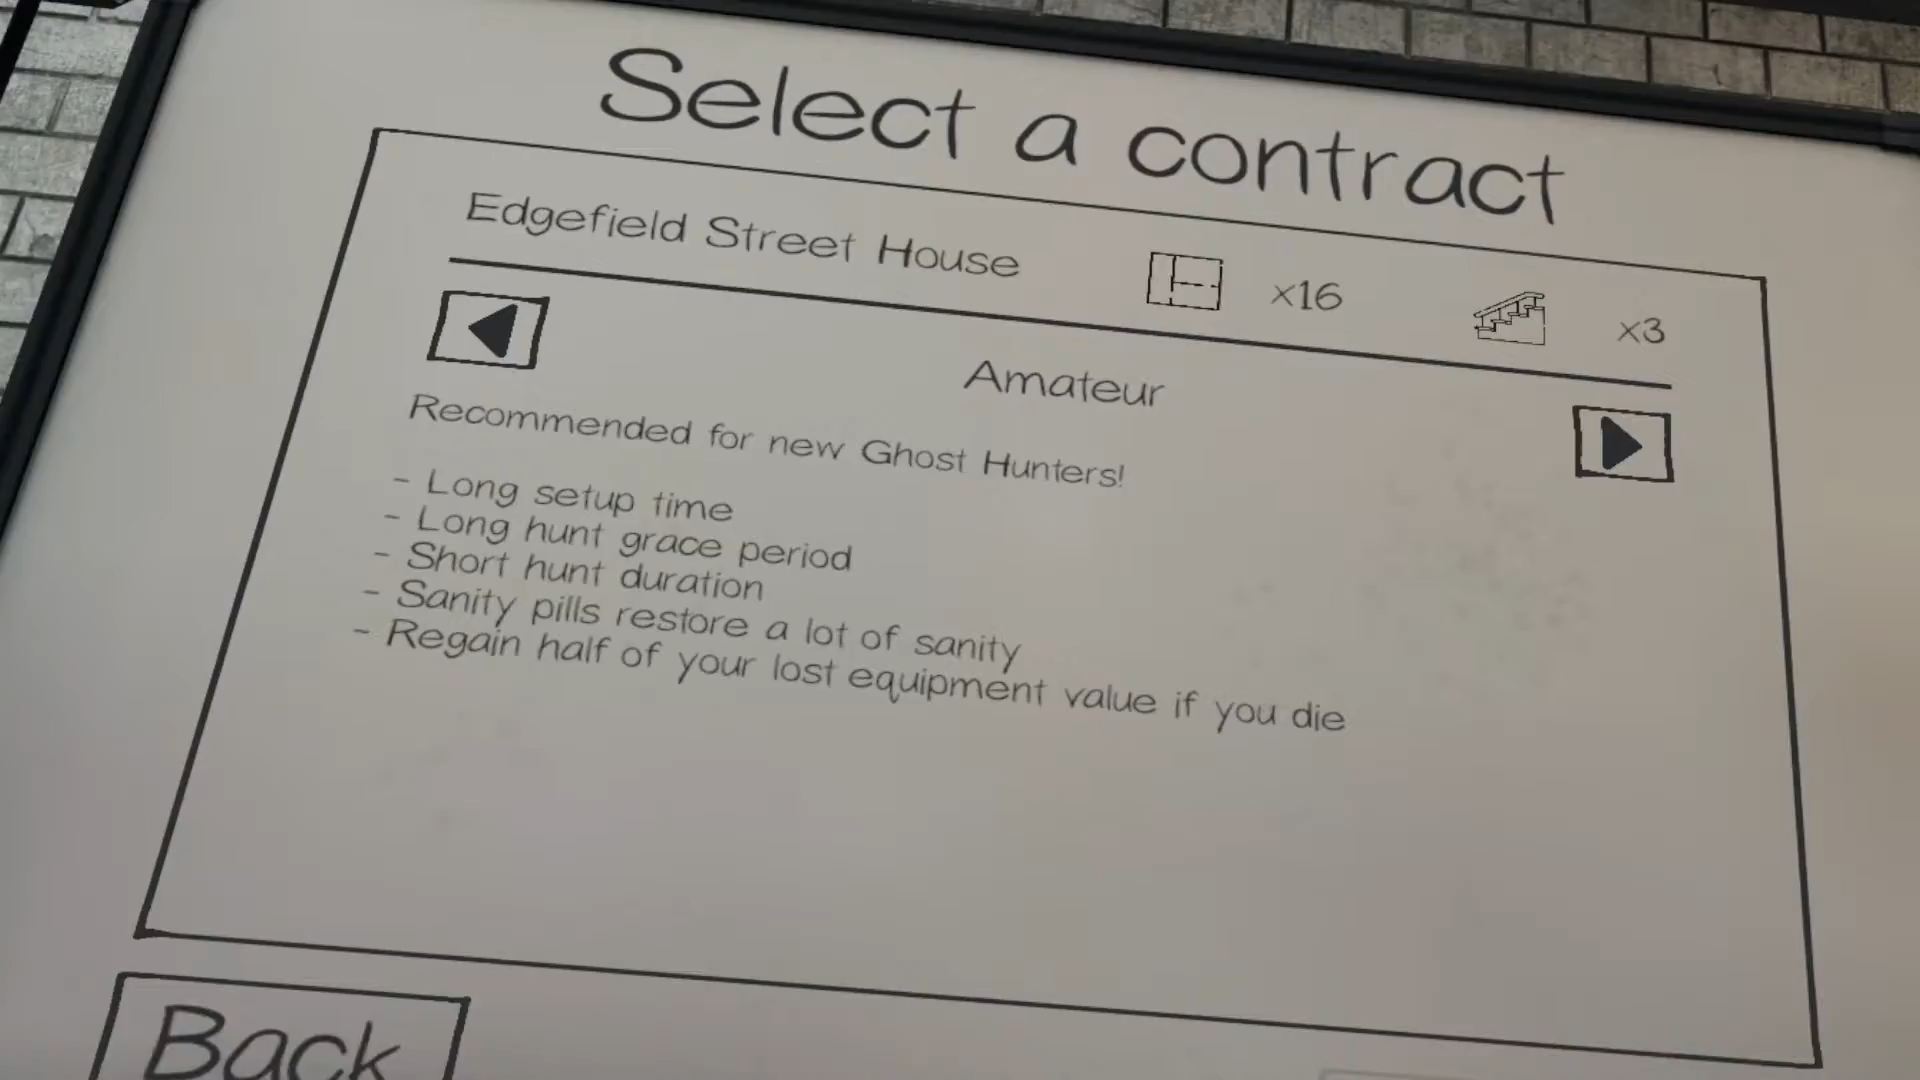 Select a contract
Edgefield Street House x16 x3
Amateur
Recommended for new Ghost Hunters!
- Long setup time
- Long hunt grace period
- Short hunt duration
- Sanity pills restore a lot of sanity
- Regain half of your lost equipment value if you die
Back